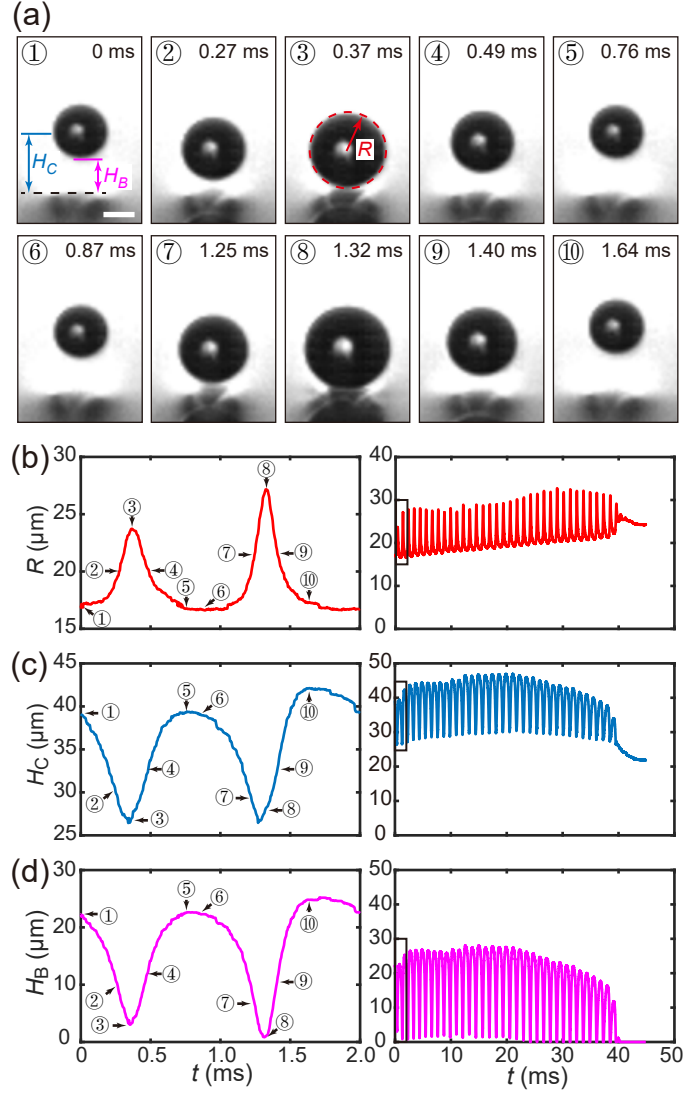 (a)
① 0 ms
② 0.27 ms
③ 0.37 ms
④ 0.49 ms
⑤ 0.76 ms
H_C
H_B
R
⑥ 0.87 ms
⑦ 1.25 ms
⑧ 1.32 ms
⑨ 1.40 ms
⑩ 1.64 ms
(b)
R (μm)
30
25
20
15
① ② ③ ④ ⑤ ⑥ ⑦ ⑧ ⑨ ⑩
40
30
20
10
0
(c)
H_C (μm)
45
40
35
30
25
① ② ③ ④ ⑤ ⑥ ⑦ ⑧ ⑨ ⑩
50
40
30
20
10
0
(d)
H_B (μm)
30
20
10
0
① ② ③ ④ ⑤ ⑥ ⑦ ⑧ ⑨ ⑩
0 0.5 1.0 1.5 2.0
t (ms)
50
40
30
20
10
0
0 10 20 30 40 50
t (ms)